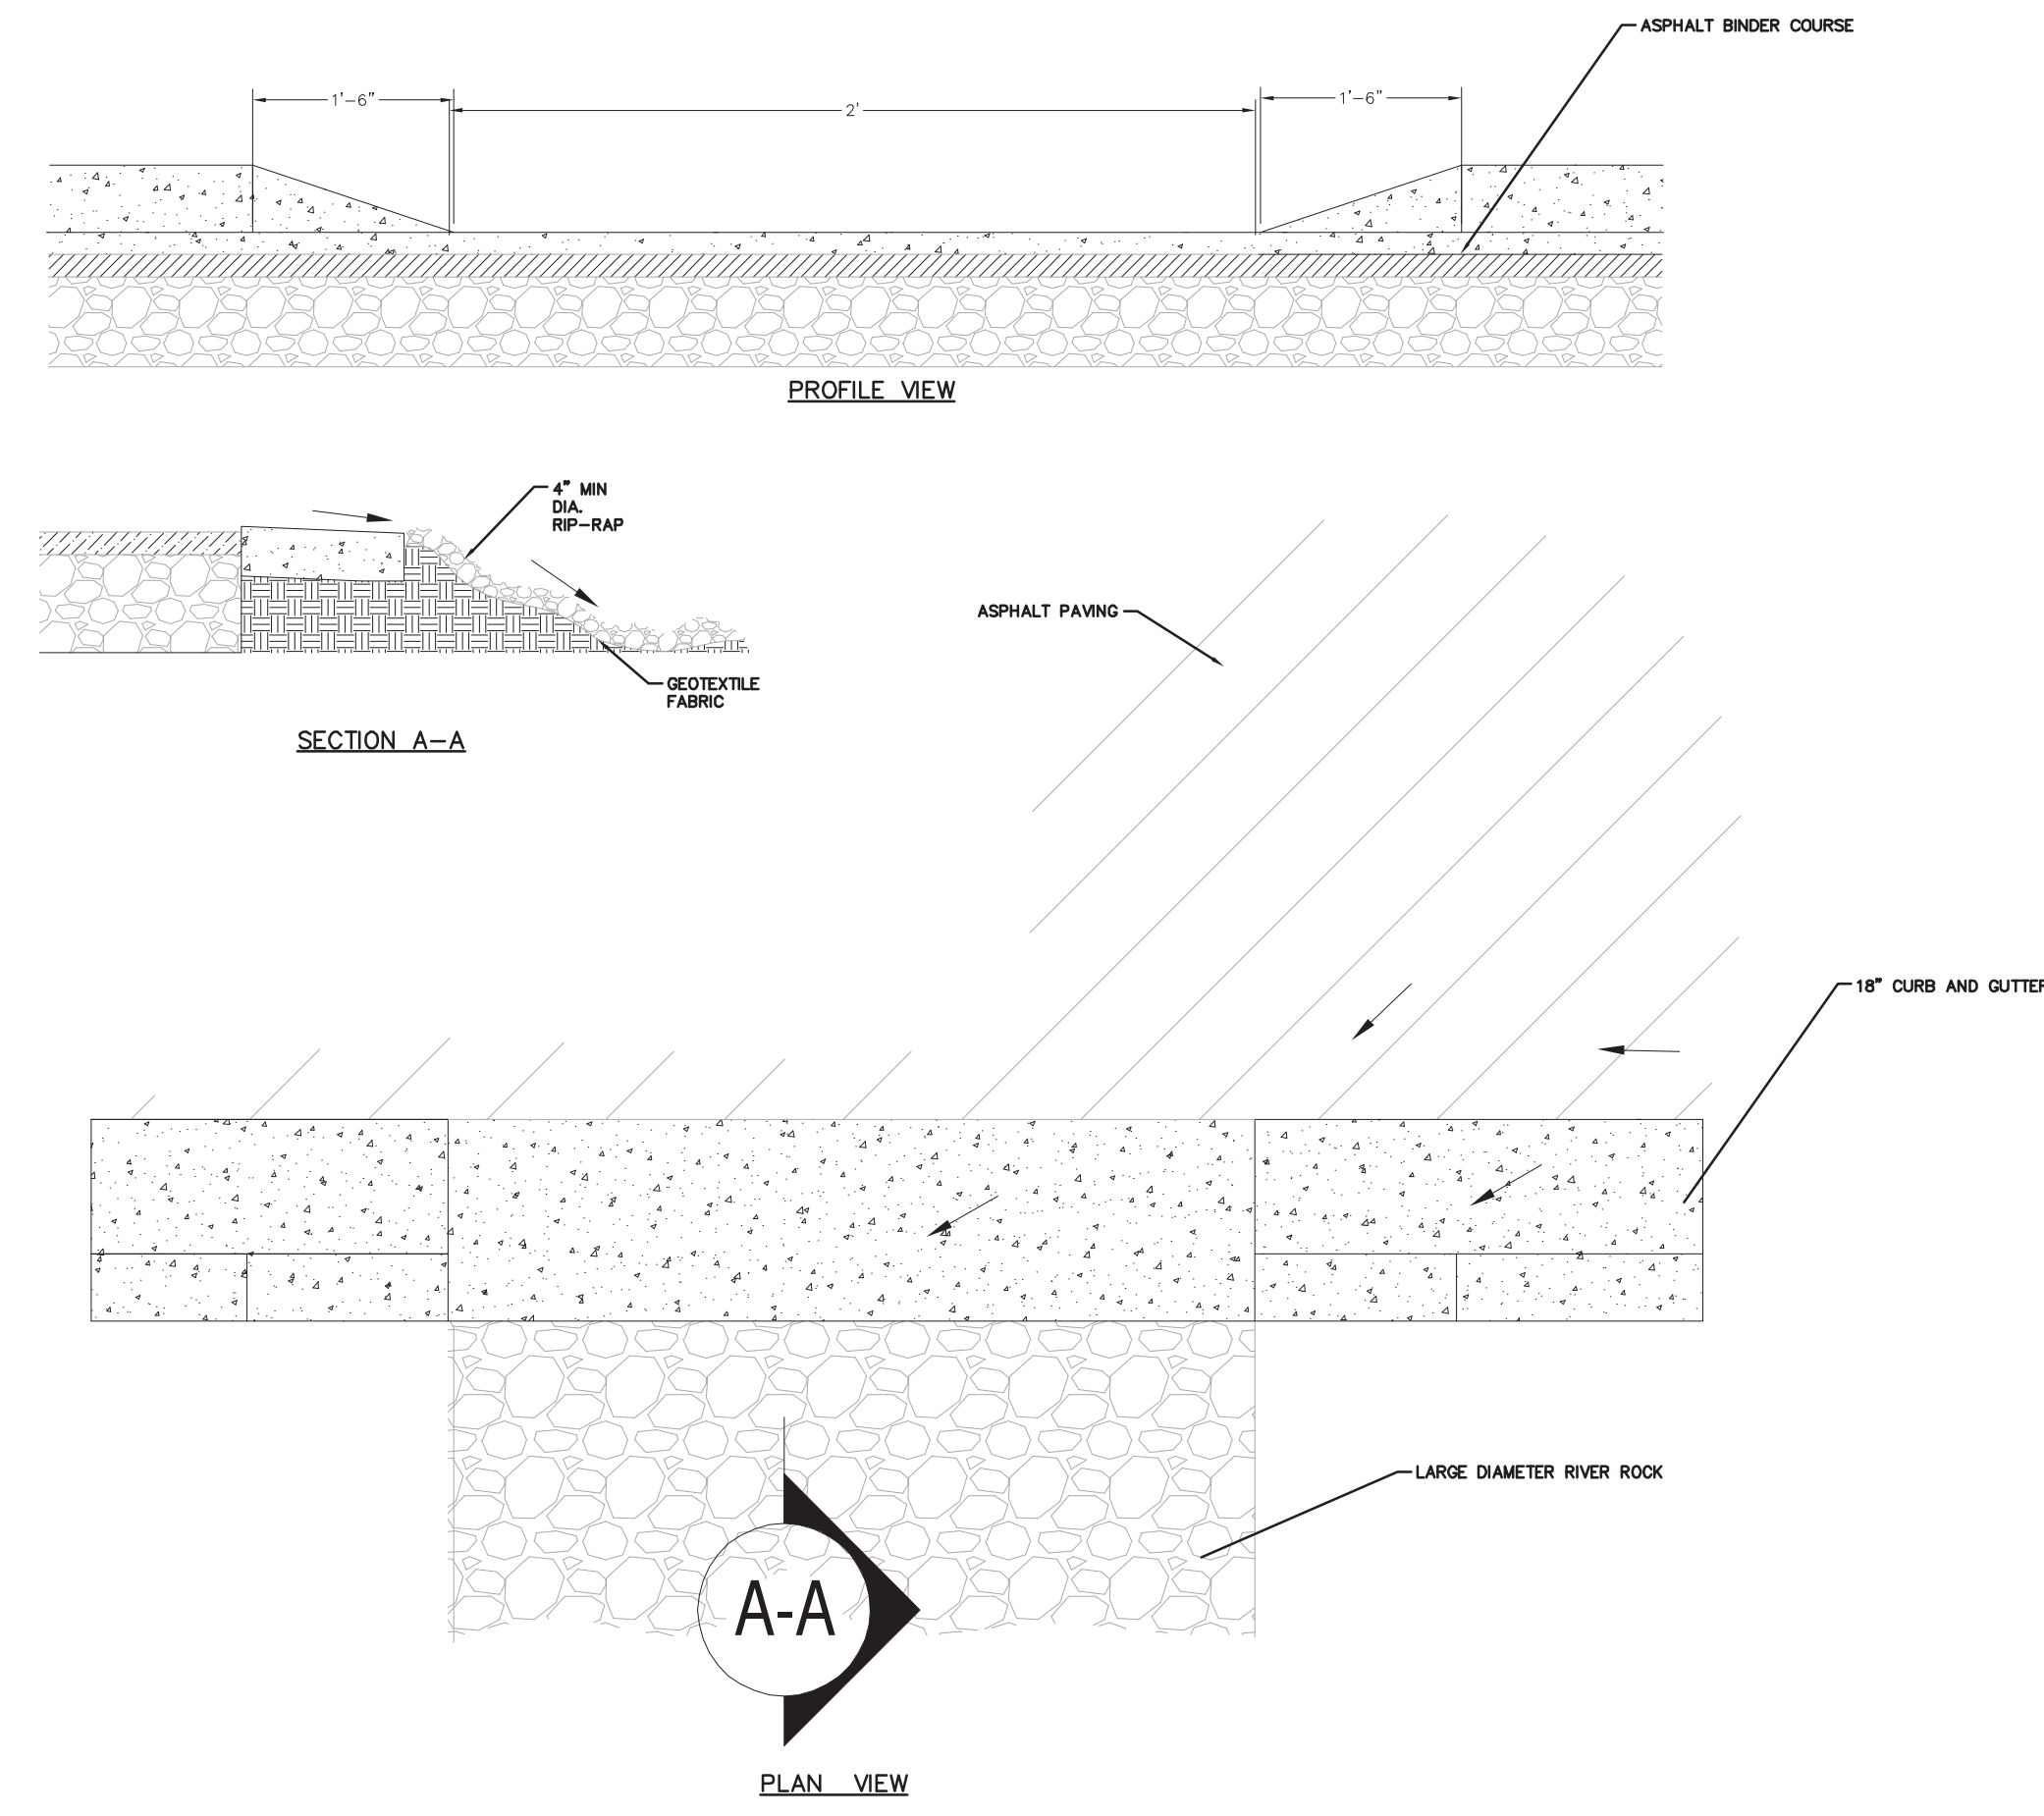 ASPHALT BINDER COURSE
1'-6"
2'
1'-6"
PROFILE VIEW
4" MIN
DIA.
RIP-RAP
GEOTEXTILE
FABRIC
SECTION A-A
ASPHALT PAVING
18" CURB AND GUTTER
LARGE DIAMETER RIVER ROCK
A-A
PLAN VIEW